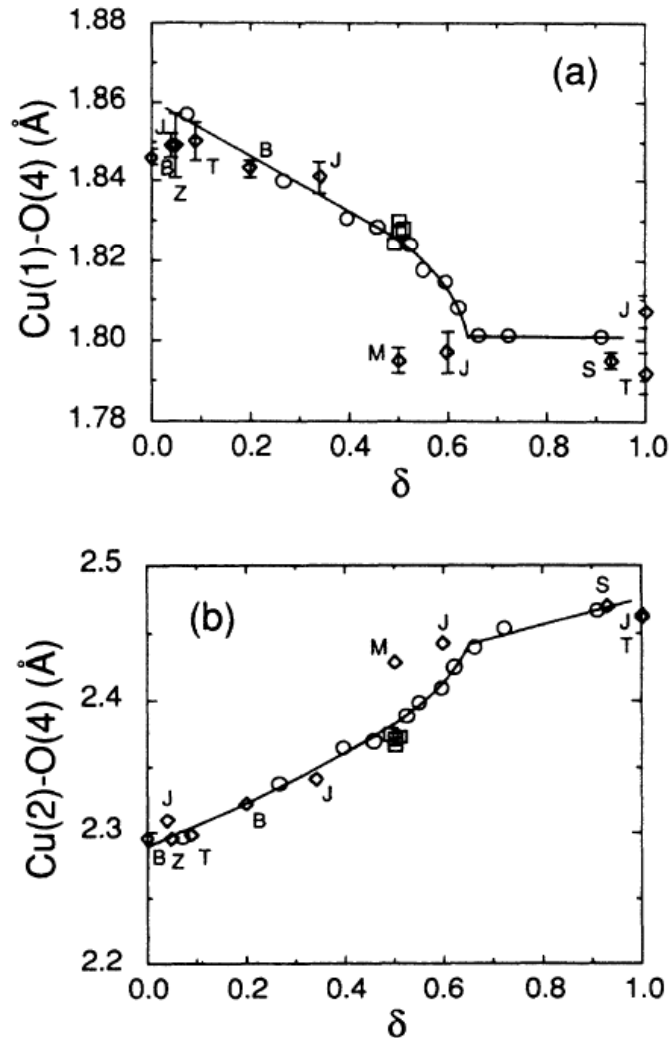 1.88
(a)
1.86
J
B
J
B
T
1.84
Z
Cu(1)-O(4) (Å)
1.82
1.80
J
M
J
S
T
1.78
0.0 0.2 0.4 0.6 0.8 1.0
δ
2.5
(b)
S
J
M
J
T
2.4
Cu(2)-O(4) (Å)
J
J
B
2.3
B Z T
2.2
0.0 0.2 0.4 0.6 0.8 1.0
δ